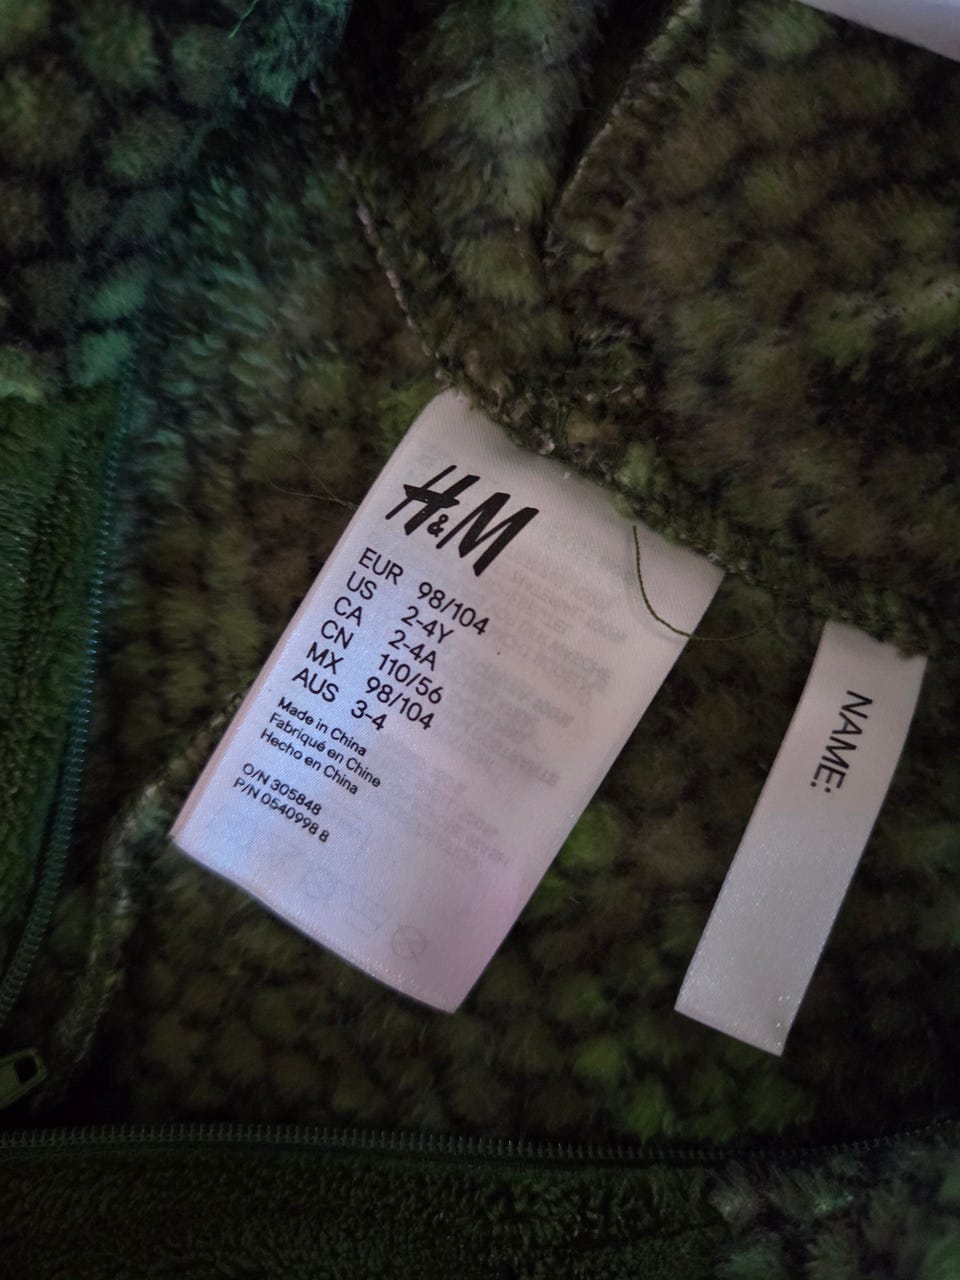 H&M
EUR 98/104
US 2-4Y
CA 2-4A
CN 110/56
MX 98/104
AUS 3-4
Made in China
Fabriqué en Chine
Hecho en China
O/N 305848
P/N 0540998 8
NAME: